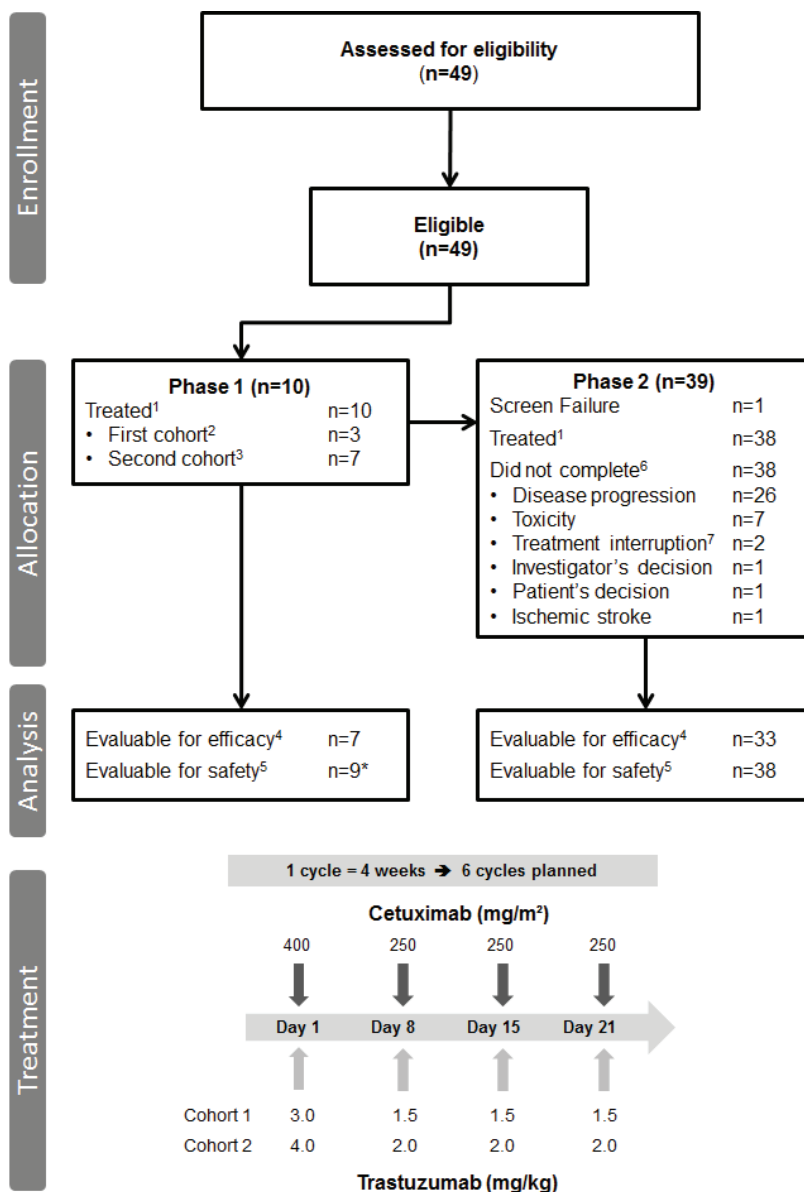 Enrollment
Assessed for eligibility
(n=49)
Eligible
(n=49)
Allocation
Phase 1 (n=10)
Treated¹ n=10
• First cohort² n=3
• Second cohort³ n=7
Phase 2 (n=39)
Screen Failure n=1
Treated¹ n=38
Did not complete⁶ n=38
• Disease progression n=26
• Toxicity n=7
• Treatment interruption⁷ n=2
• Investigator's decision n=1
• Patient's decision n=1
• Ischemic stroke n=1
Analysis
Evaluable for efficacy⁴ n=7
Evaluable for safety⁵ n=9*
Evaluable for efficacy⁴ n=33
Evaluable for safety⁵ n=38
Treatment
1 cycle = 4 weeks ➔ 6 cycles planned
Cetuximab (mg/m²)
400 250 250 250
Day 1 Day 8 Day 15 Day 21
Cohort 1 3.0 1.5 1.5 1.5
Cohort 2 4.0 2.0 2.0 2.0
Trastuzumab (mg/kg)